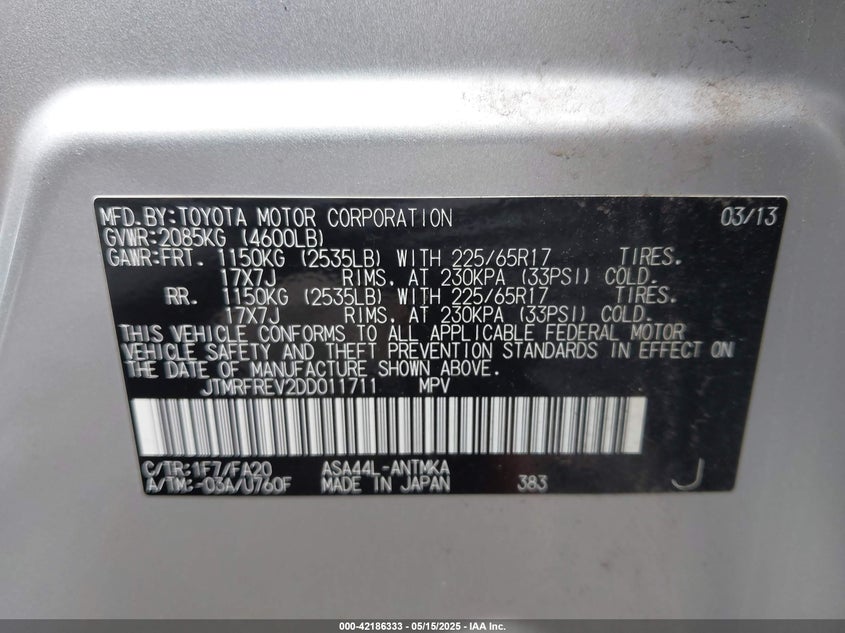 MFD. BY: TOYOTA MOTOR CORPORATION 03/13
GVWR: 2085KG (4600LB)
GAWR: FRT. 1150KG (2535LB) WITH 225/65R17 TIRES.
17X7J RIMS. AT 230KPA (33PSI) COLD.
RR. 1150KG (2535LB) WITH 225/65R17 TIRES.
17X7J RIMS. AT 230KPA (33PSI) COLD.
THIS VEHICLE CONFORMS TO ALL APPLICABLE FEDERAL MOTOR
VEHICLE SAFETY AND THEFT PREVENTION STANDARDS IN EFFECT ON
THE DATE OF MANUFACTURE SHOWN ABOVE.
JTMRFREV2DD011711 MPV
C/TR: 1F7/FA20 ASA44L-ANTMKA
A/TM: -03A/U760F MADE IN JAPAN 383 J
000-42186333 - 05/15/2025 - IAA Inc.